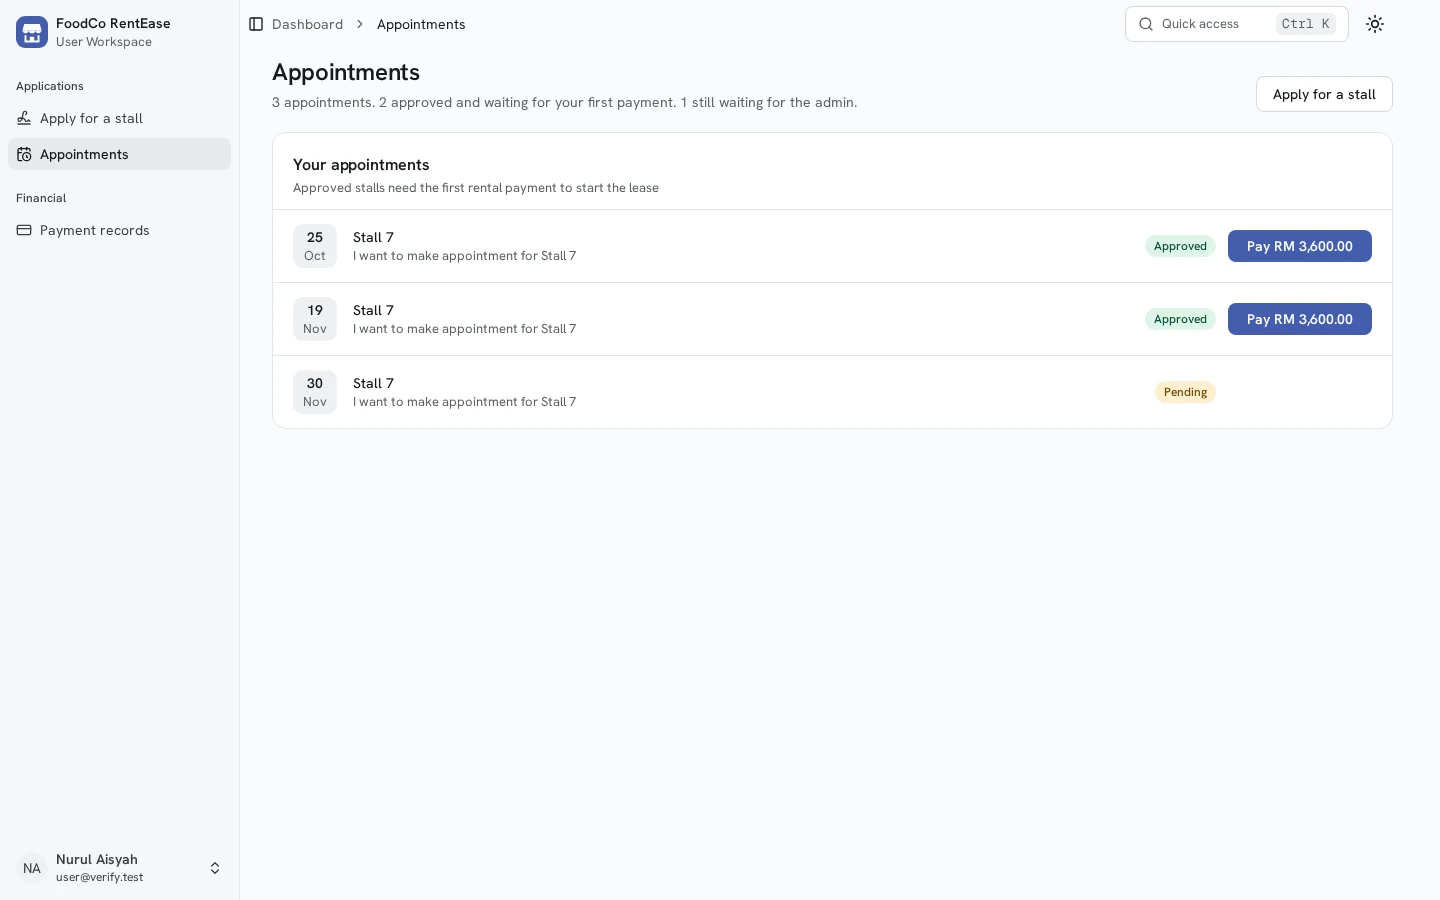 FoodCo RentEase
User Workspace
Applications
Apply for a stall
Appointments
Financial
Payment records
NA
Nurul Aisyah
user@verify.test
Dashboard
Appointments
Quick access
Ctrl K
Appointments
3 appointments. 2 approved and waiting for your first payment. 1 still waiting for the admin.
Apply for a stall
Your appointments
Approved stalls need the first rental payment to start the lease
25
Oct
Stall 7
I want to make appointment for Stall 7
Approved
Pay RM 3,600.00
19
Nov
Stall 7
I want to make appointment for Stall 7
Approved
Pay RM 3,600.00
30
Nov
Stall 7
I want to make appointment for Stall 7
Pending